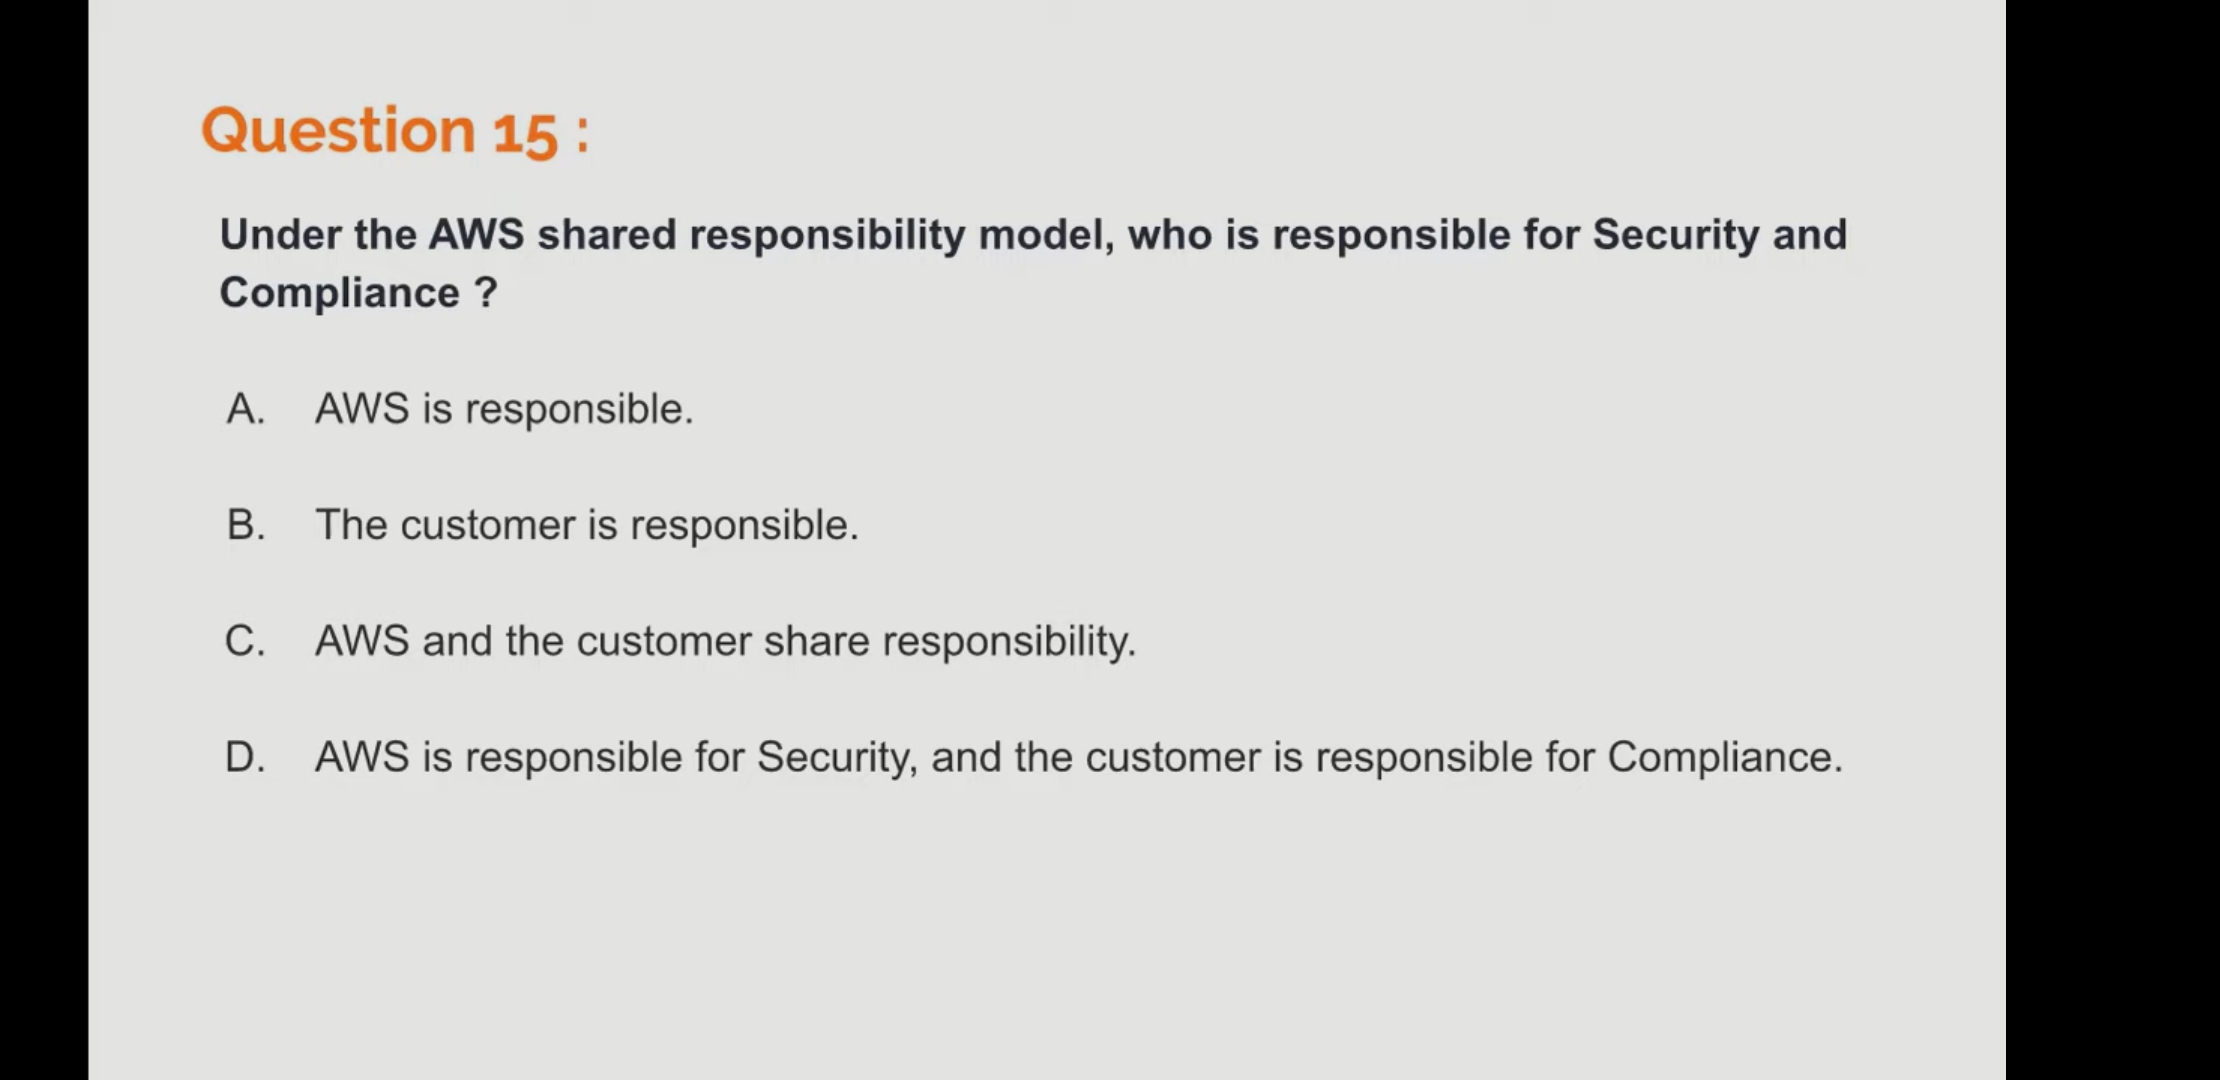 Question 15 :
Under the AWS shared responsibility model, who is responsible for Security and
Compliance ?
A. AWS is responsible.
B. The customer is responsible.
C. AWS and the customer share responsibility.
D. AWS is responsible for Security, and the customer is responsible for Compliance.